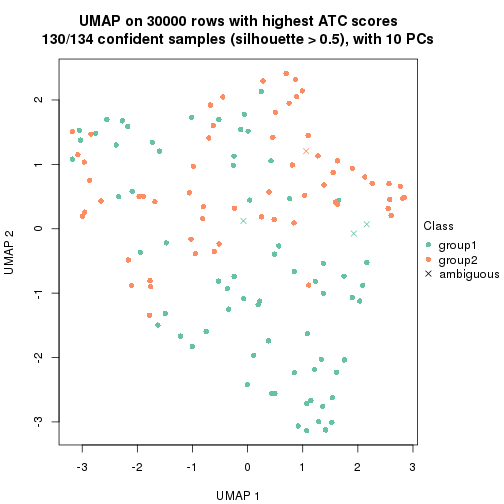 UMAP on 30000 rows with highest ATC scores
130/134 confident samples (silhouette > 0.5), with 10 PCs
2
1
0
-1
-2
-3
UMAP 2
-3
-2
-1
0
1
2
3
UMAP 1
Class
group1
group2
ambiguous